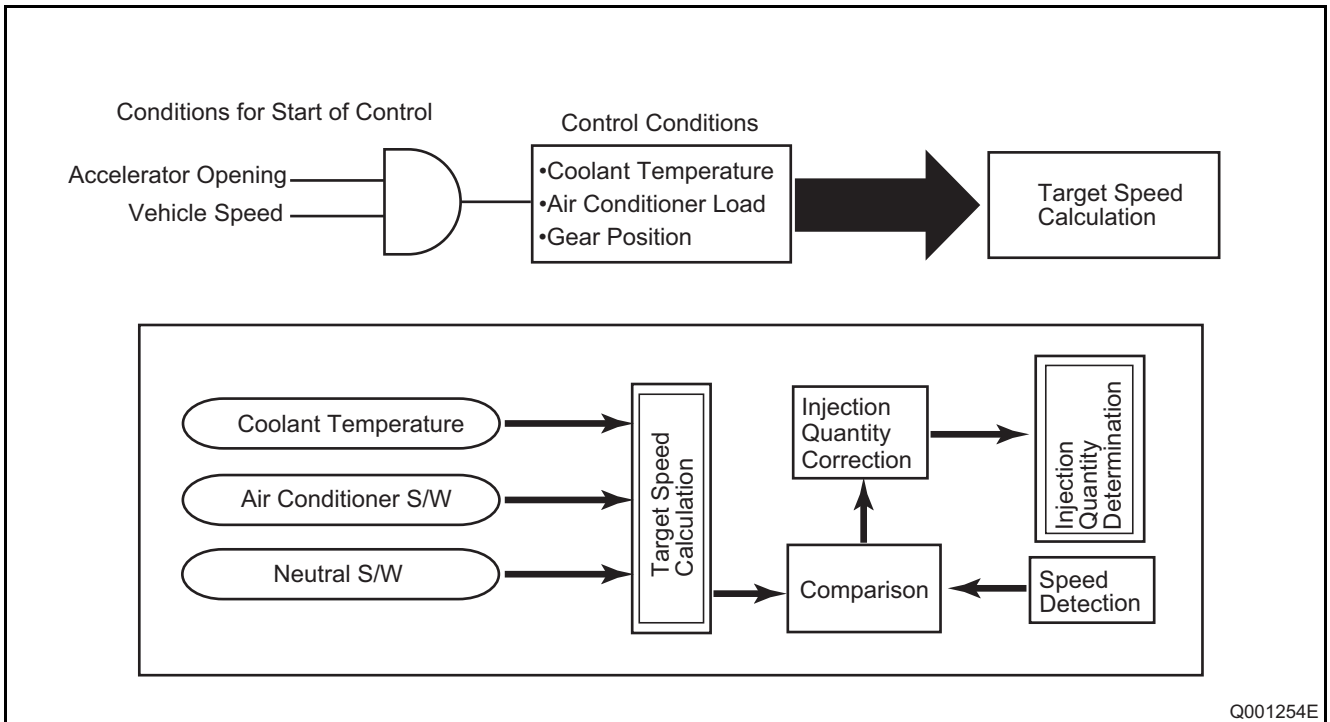 Conditions for Start of Control
Accelerator Opening
Vehicle Speed
Control Conditions
•Coolant Temperature
•Air Conditioner Load
•Gear Position
Target Speed
Calculation
Coolant Temperature
Air Conditioner S/W
Neutral S/W
Target Speed
Calculation
Injection
Quantity
Correction
Comparison
Injection
Quantity
Determination
Speed
Detection
Q001254E